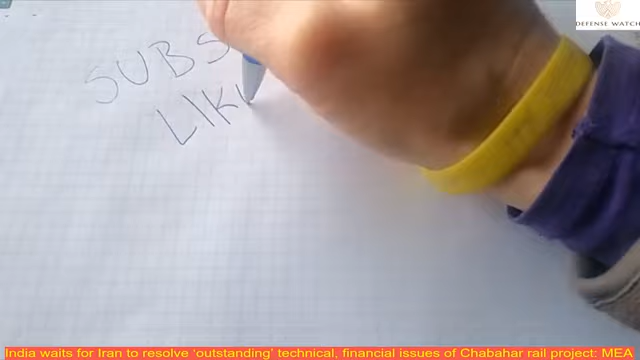 DEFENSE WATCH
SUBS
LIK
India waits for Iran to resolve 'outstanding' technical, financial issues of Chabahar rail project: MEA